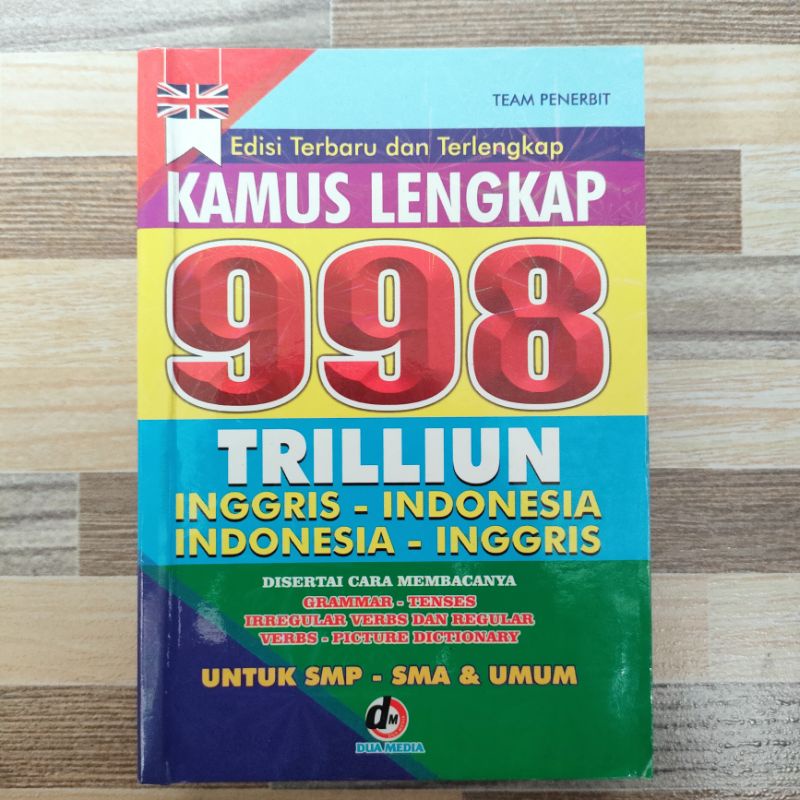 TEAM PENERBIT
Edisi Terbaru dan Terlengkap
KAMUS LENGKAP
998
TRILLIUN
INGGRIS - INDONESIA
INDONESIA - INGGRIS
DISERTAI CARA MEMBACANYA
GRAMMAR - TENSES
IRREGULAR VERBS DAN REGULAR
VERBS - PICTURE DICTIONARY
UNTUK SMP - SMA & UMUM
dM
DUA MEDIA